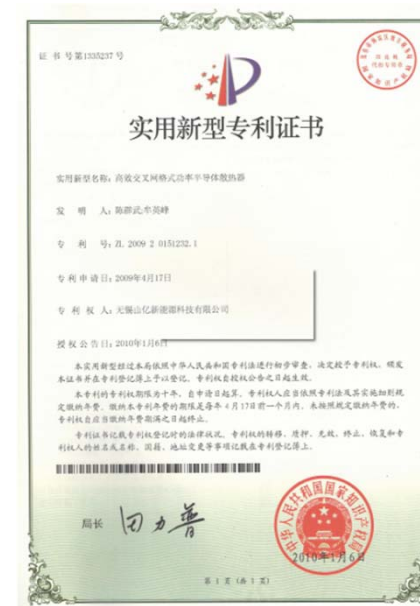 证 书 号第1335237号
实用新型专利证书
实用新型名称：高效交叉网格式功率半导体散热器
发 明 人：陈跃武;牟英峰
专 利 号：ZL 2009 2 0151232.1
专利申请日：2009年4月17日
专 利 权 人：无锡山亿新能源科技有限公司
授权公告日：2010年1月6日
本实用新型经过本局依照中华人民共和国专利法进行初步审查，决定授予专利权，颁发
本证书并在专利登记簿上予以登记。专利权自授权公告之日起生效。
本专利的专利权期限为十年，自申请日起算。专利权人应当依照专利法及其实施细则规
定缴纳年费。缴纳本专利年费的期限是每年 4 月17日前一个月内。未按照规定缴纳年费的，
专利权自应当缴纳年费期满之日起终止。
专利证书记载专利权登记时的法律状况。专利权的转移、质押、无效、终止、恢复和专
利权人的姓名或名称、国籍、地址变更等事项记载在专利登记簿上。
局长 田力普
中华人民共和国国家知识产权局
2010年1月6日
第 1 页 (共 1 页)